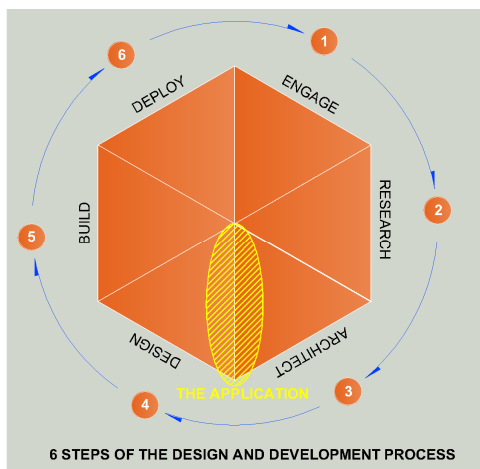 1
ENGAGE
2
RESEARCH
3
ARCHITECT
4
DESIGN
5
BUILD
6
DEPLOY
THE APPLICATION
6 STEPS OF THE DESIGN AND DEVELOPMENT PROCESS